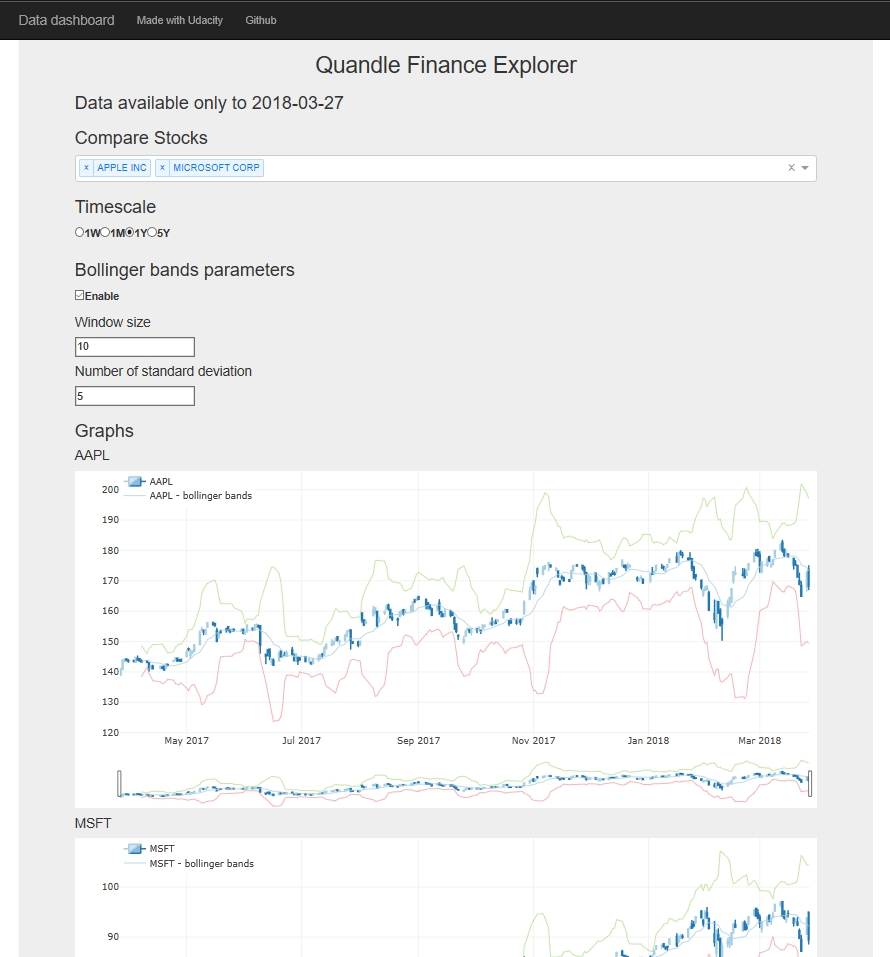 Data dashboard Made with Udacity Github
Quandle Finance Explorer
Data available only to 2018-03-27
Compare Stocks
× APPLE INC × MICROSOFT CORP ×
Timescale
1W 1M 1Y 5Y
Bollinger bands parameters
Enable
Window size
10
Number of standard deviation
5
Graphs
AAPL
AAPL
AAPL - bollinger bands
200
190
180
170
160
150
140
130
120
May 2017 Jul 2017 Sep 2017 Nov 2017 Jan 2018 Mar 2018
MSFT
MSFT
MSFT - bollinger bands
100
90